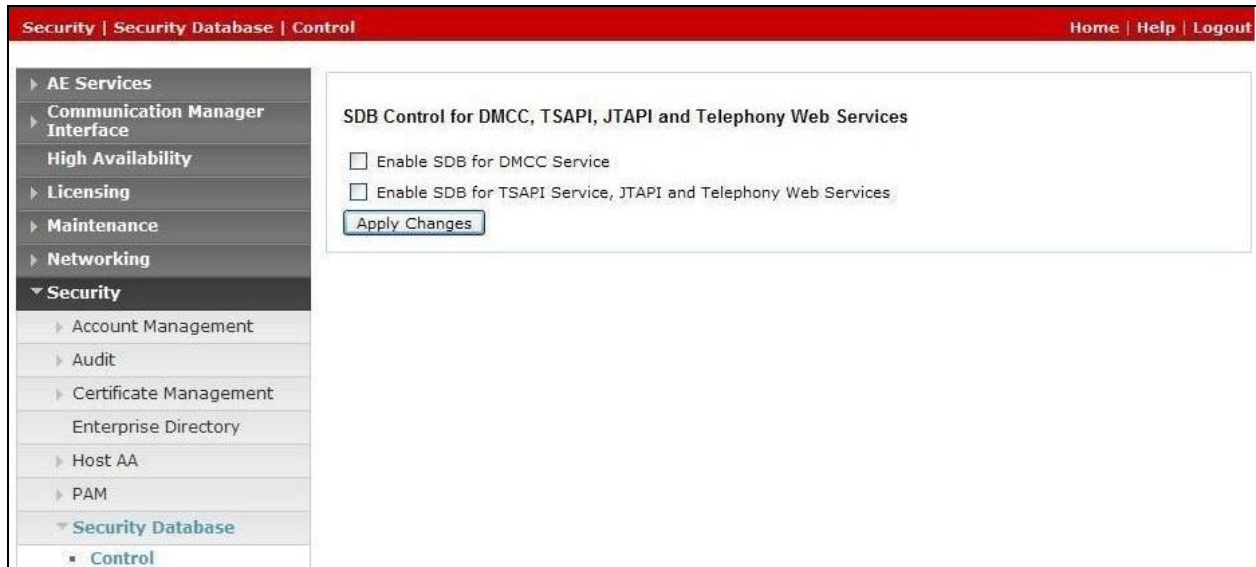 Security | Security Database | Control
Home | Help | Logout
AE Services
Communication Manager
Interface
High Availability
Licensing
Maintenance
Networking
Security
Account Management
Audit
Certificate Management
Enterprise Directory
Host AA
PAM
Security Database
Control
SDB Control for DMCC, TSAPI, JTAPI and Telephony Web Services
Enable SDB for DMCC Service
Enable SDB for TSAPI Service, JTAPI and Telephony Web Services
Apply Changes